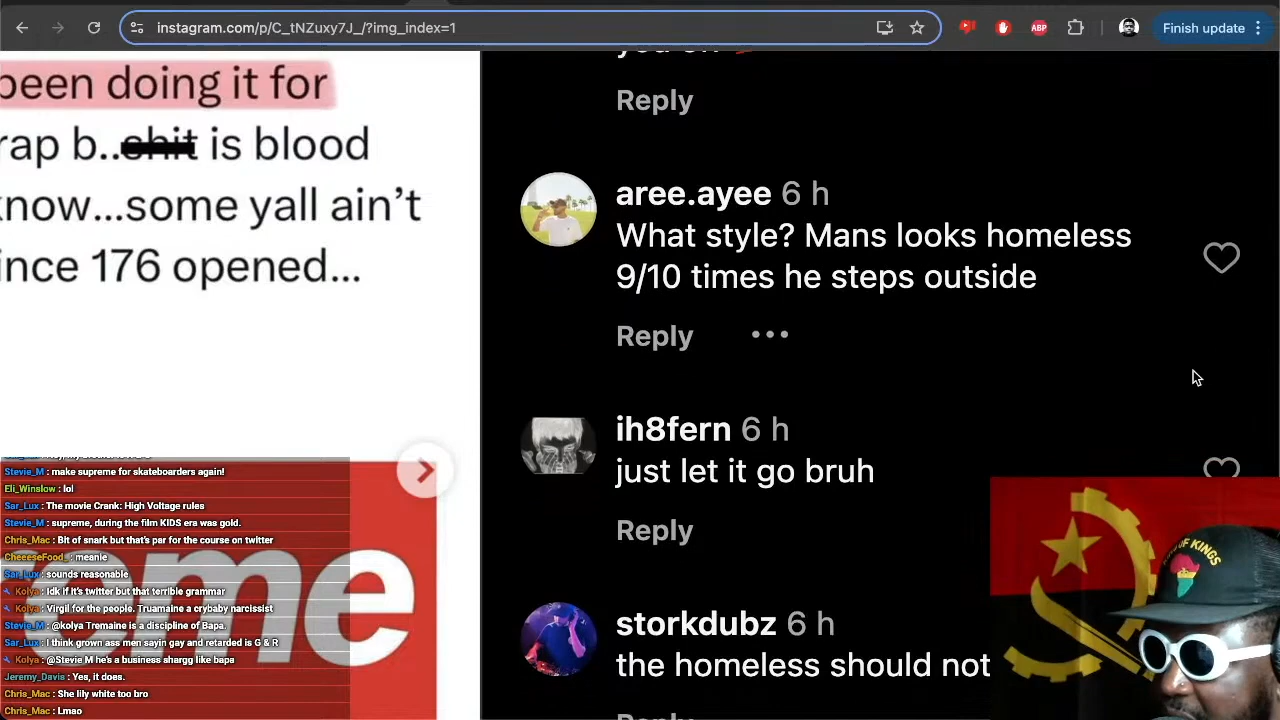 instagram.com/p/C_tNZuxy7J_/?img_index=1
ABP
Finish update
been doing it for
rap b..shit is blood
know...some yall ain't
ince 176 opened...
eme
Reply
aree.ayee 6 h
What style? Mans looks homeless
9/10 times he steps outside
Reply
ih8fern 6 h
just let it go bruh
Reply
storkdubz 6 h
the homeless should not
Stevie_M : make supreme for skateboarders again!
Eli_Winslow : lol
Sar_Lux : The movie Crank: High Voltage rules
Stevie_M : supreme, during the film KIDS era was gold.
Chris_Mac : Bit of snark but that's par for the course on twitter
CheeeseFood_ : meanie
Sar_Lux : sounds reasonable
Kolya : Idk if it's twitter but that terrible grammar
Kolya : Virgil for the people. Truamaine a crybaby narcissist
Stevie_M : @kolya Tremaine is a discipline of Bapa.
Sar_Lux : I think grown ass men sayin gay and retarded is G & R
Kolya : @Stevie M he's a business shargg like bapa
Jeremy_Davis : Yes, it does.
Chris_Mac : She lily white too bro
Chris_Mac : Lmao
OF KINGS